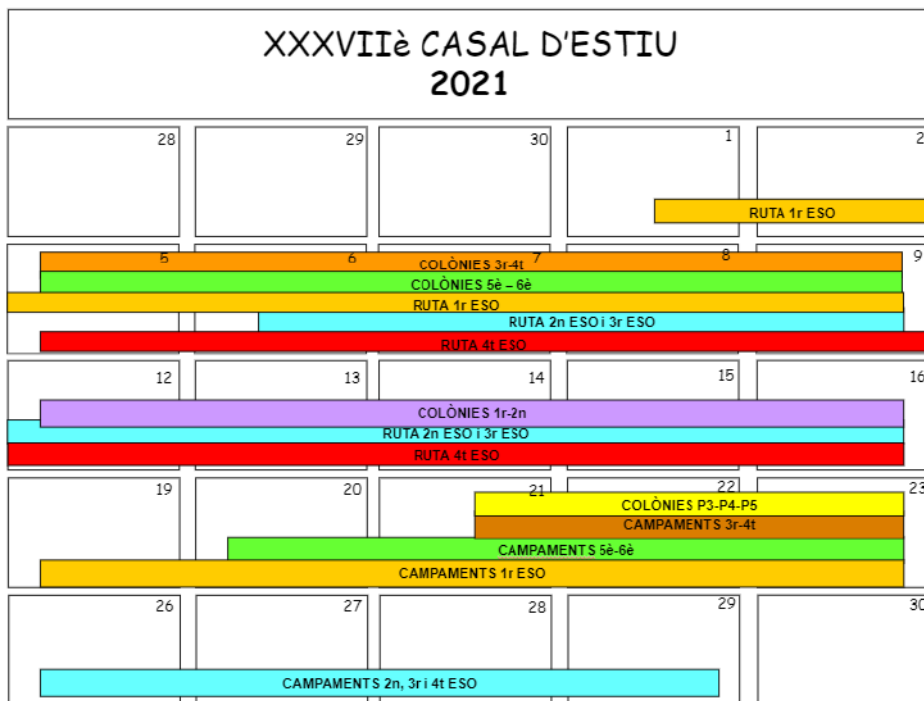 XXXVIIè CASAL D'ESTIU
2021
28 29 30 1 2
RUTA 1r ESO
5 6 7 8 9
COLÒNIES 3r-4t
COLÒNIES 5è – 6è
RUTA 1r ESO
RUTA 2n ESO i 3r ESO
RUTA 4t ESO
12 13 14 15 16
COLÒNIES 1r-2n
RUTA 2n ESO i 3r ESO
RUTA 4t ESO
19 20 21 22 23
COLÒNIES P3-P4-P5
CAMPAMENTS 3r-4t
CAMPAMENTS 5è-6è
CAMPAMENTS 1r ESO
26 27 28 29 30
CAMPAMENTS 2n, 3r i 4t ESO